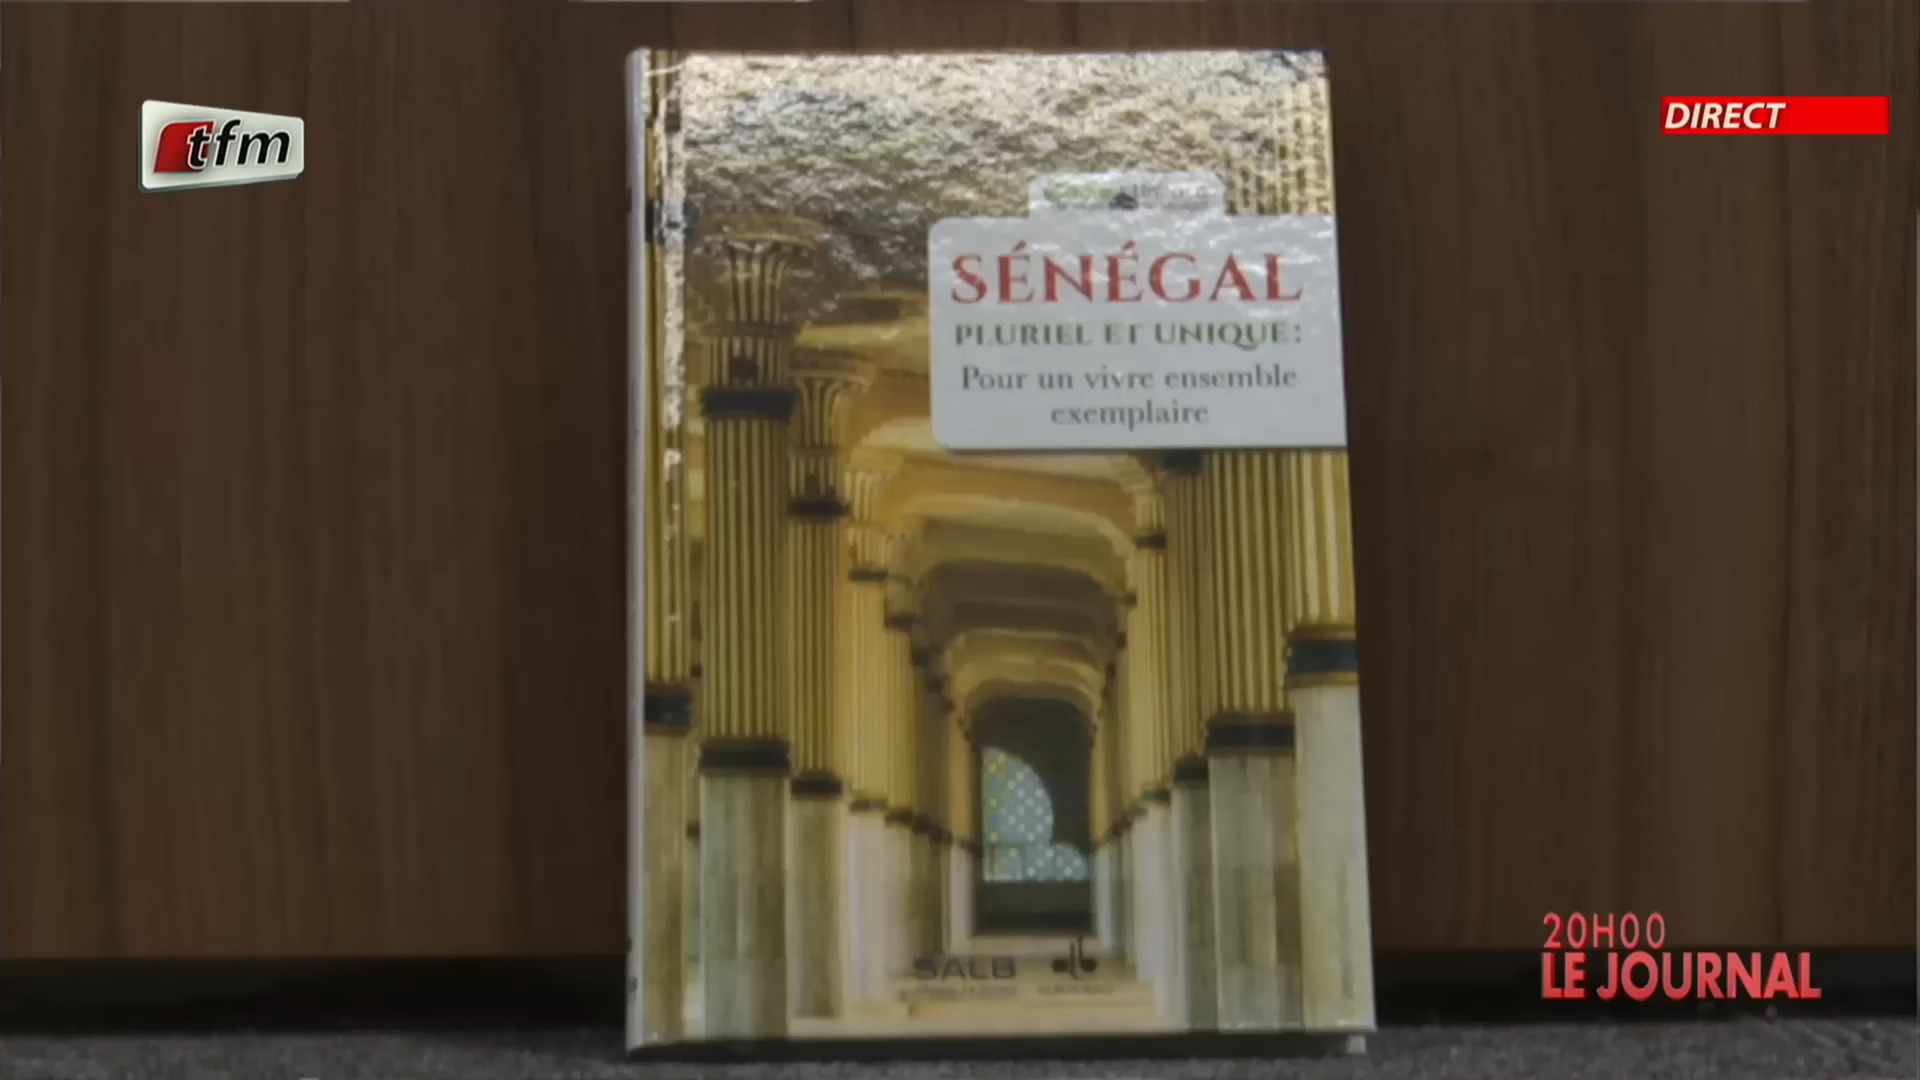 tfm
DIRECT
SÉNÉGAL
PLURIEL ET UNIQUE:
Pour un vivre ensemble
exemplaire
SALB
20H00
LE JOURNAL